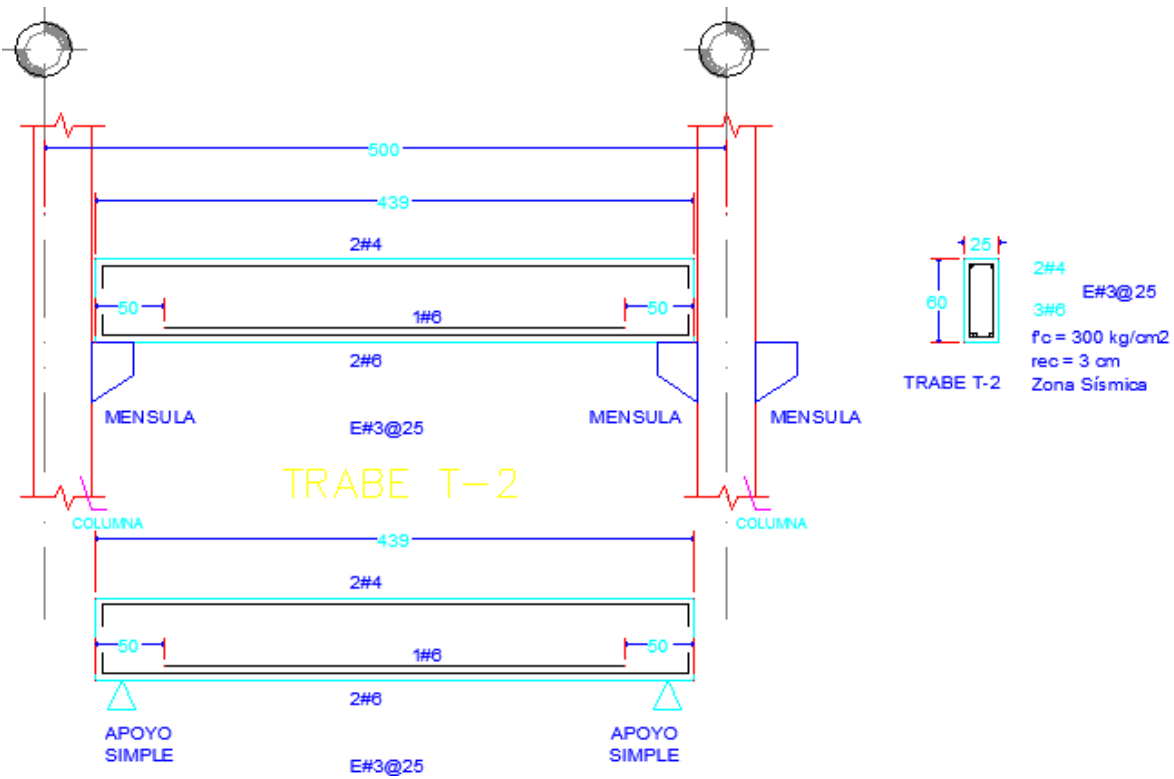 500
439
2#4
50
1#6
50
2#6
MENSULA
MENSULA
MENSULA
E#3@25
TRABE T-2
COLUMNA
COLUMNA
25
60
2#4
E#3@25
3#6
f'c = 300 kg/cm2
rec = 3 cm
Zona Sísmica
TRABE T-2
439
2#4
50
1#6
50
2#6
APOYO
SIMPLE
APOYO
SIMPLE
E#3@25